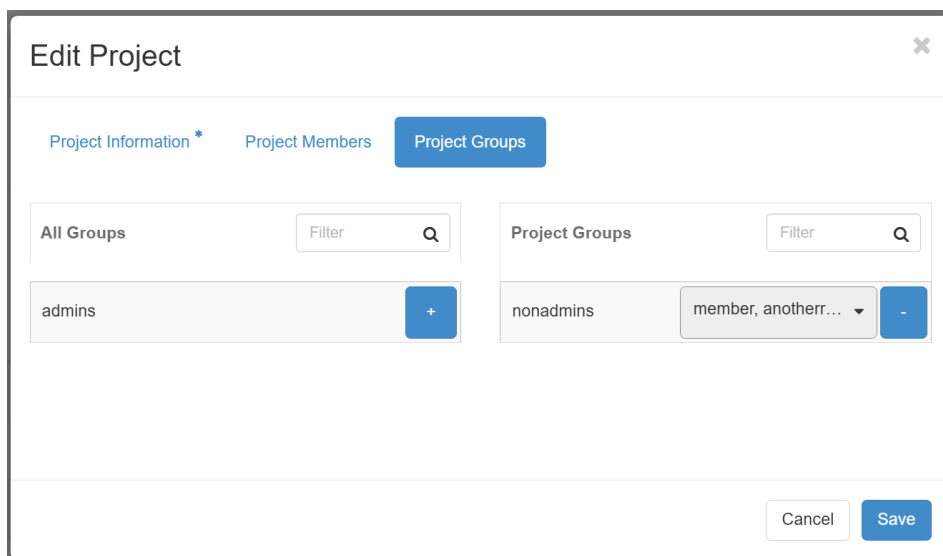 Edit Project
Project Information *
Project Members
Project Groups
All Groups
Filter
Project Groups
Filter
admins
+
nonadmins
member, anotherr…
-
Cancel
Save